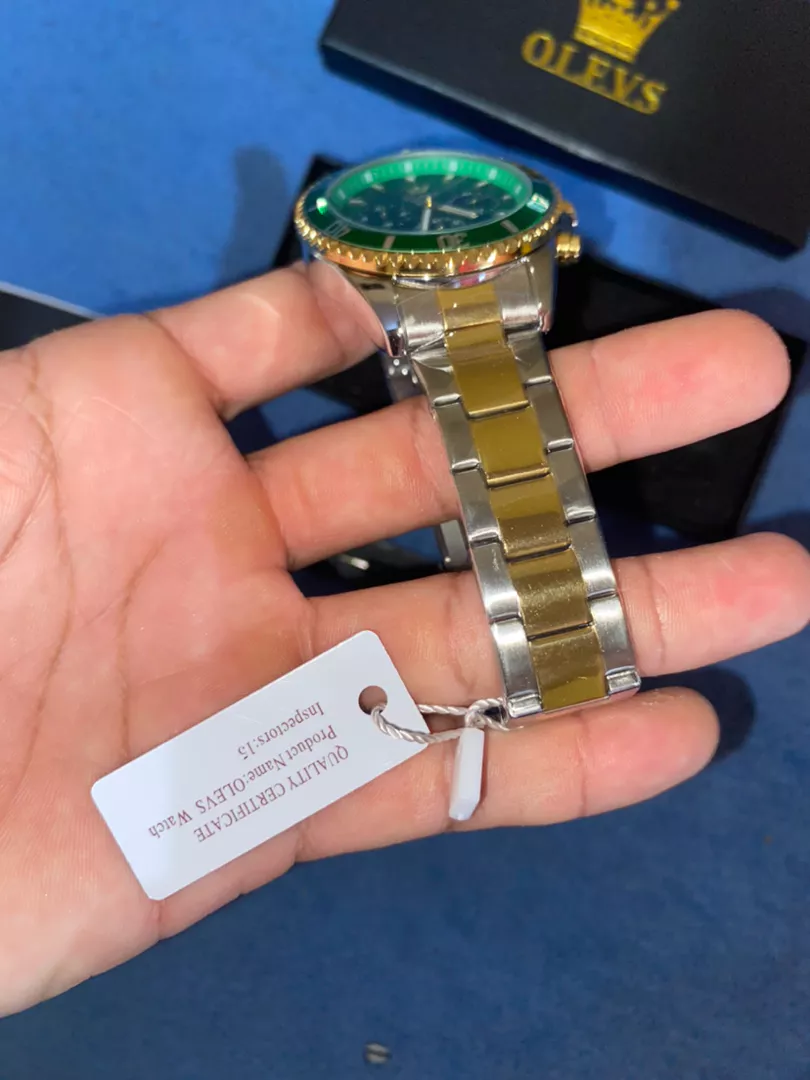 OLEVS
QUALITY CERTIFICATE
Product Name:OLEVS Watch
Inspectors:15